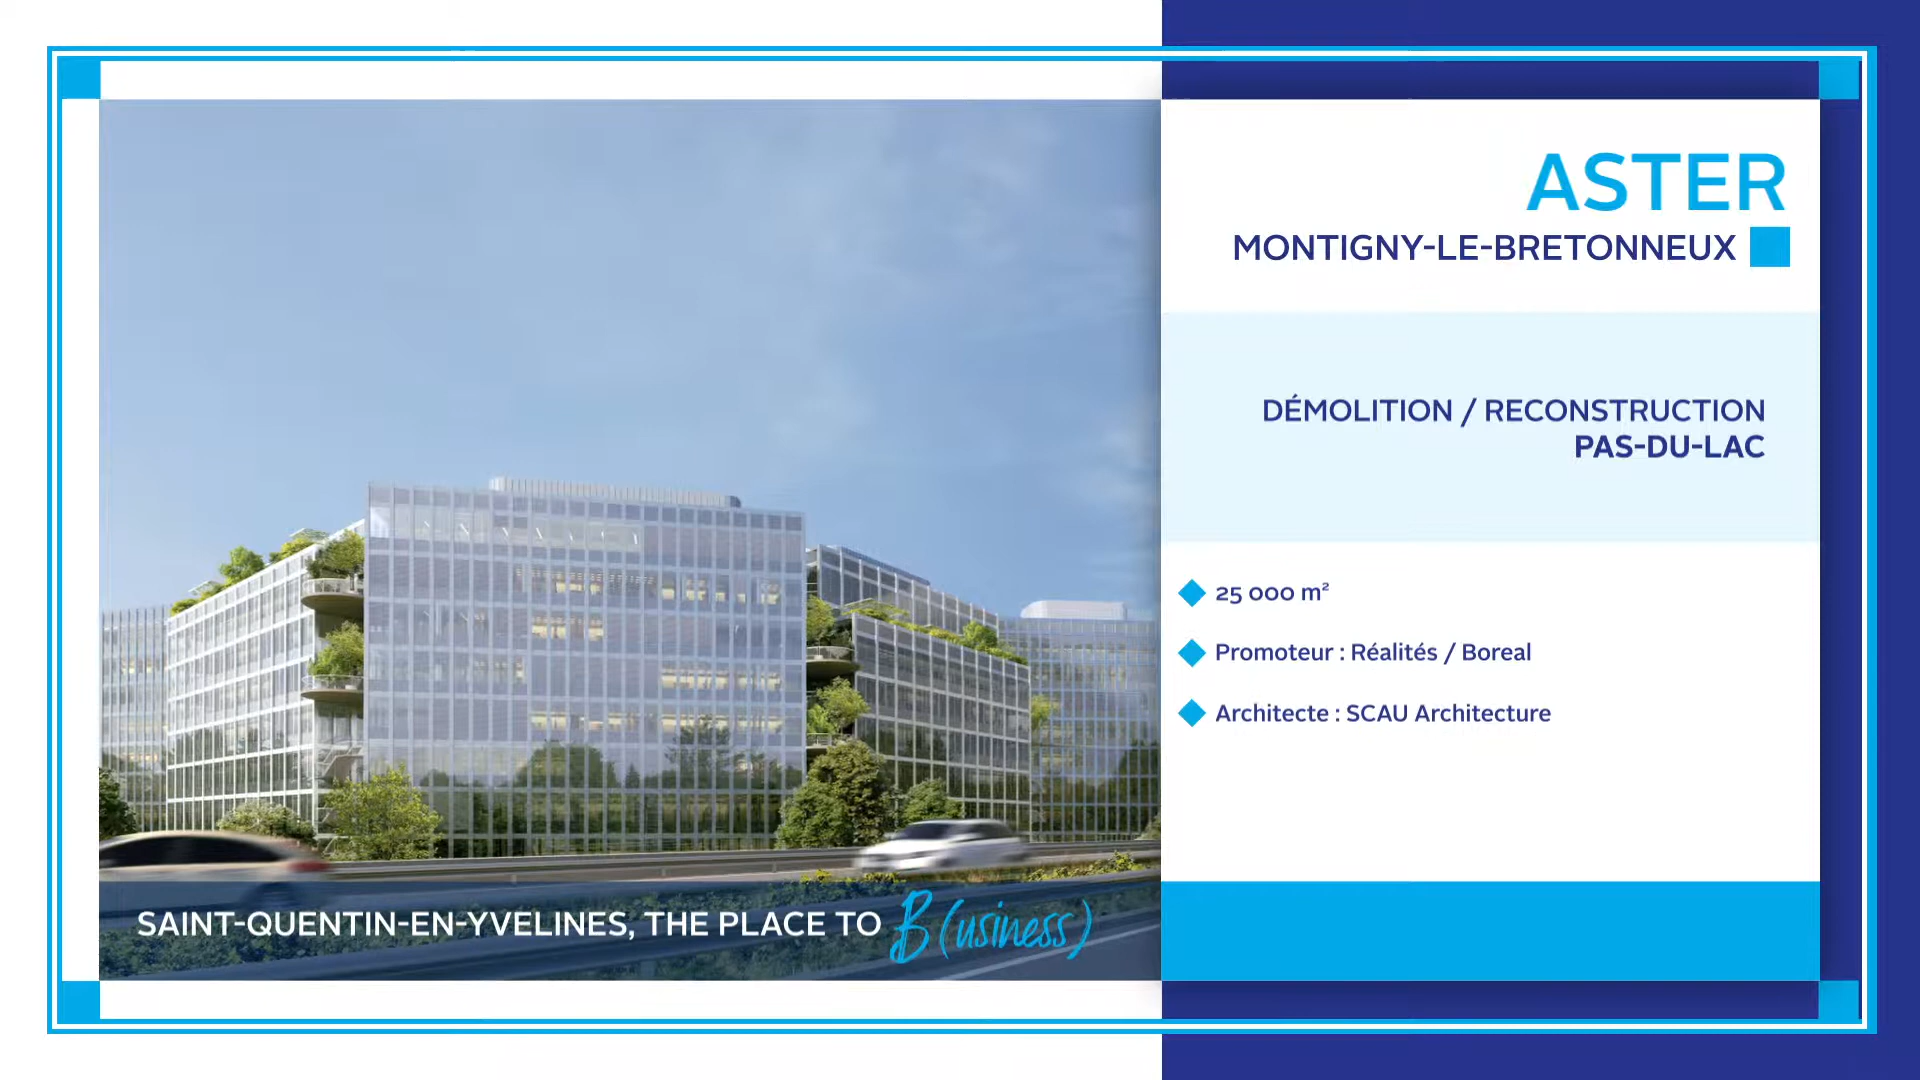 ASTER
MONTIGNY-LE-BRETONNEUX
DÉMOLITION / RECONSTRUCTION
PAS-DU-LAC
25 000 m²
Promoteur : Réalités / Boreal
Architecte : SCAU Architecture
SAINT-QUENTIN-EN-YVELINES, THE PLACE TO B(usiness)